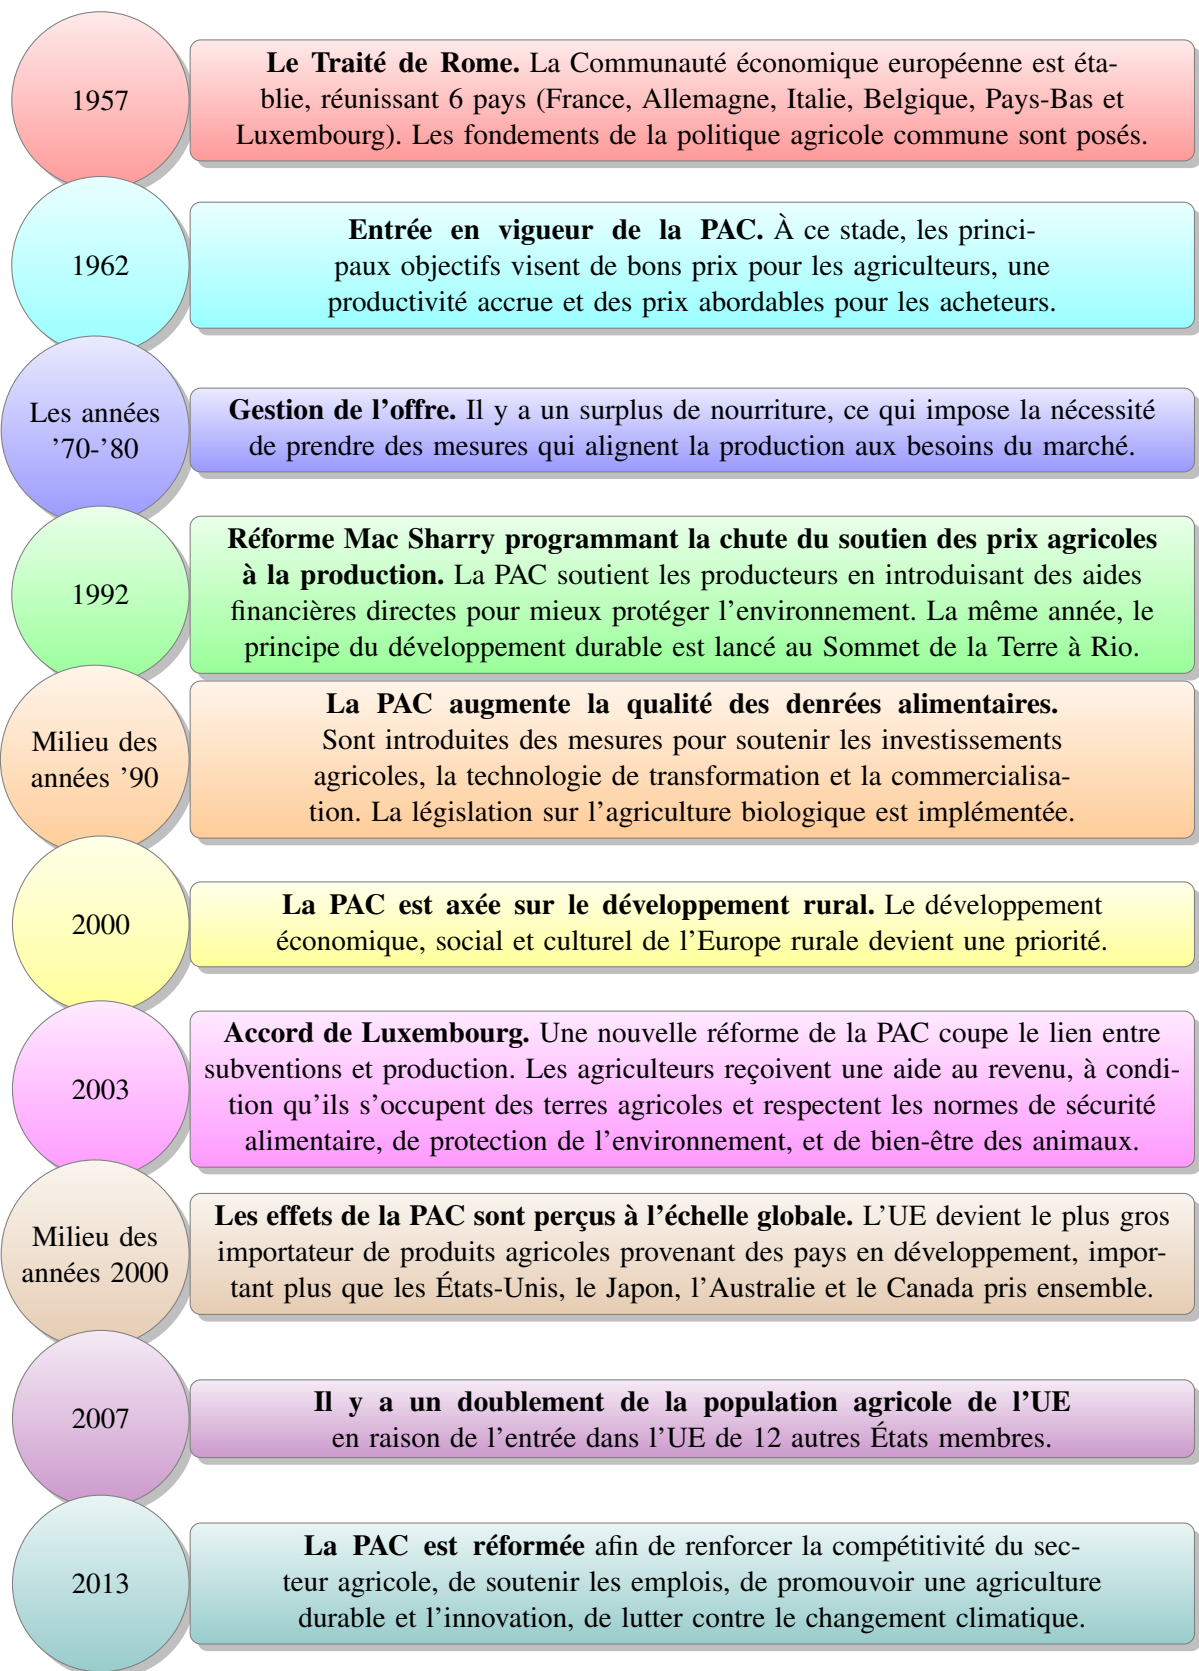 1957
Le Traité de Rome. La Communauté économique européenne est éta-
blie, réunissant 6 pays (France, Allemagne, Italie, Belgique, Pays-Bas et
Luxembourg). Les fondements de la politique agricole commune sont posés.
1962
Entrée en vigueur de la PAC. À ce stade, les princi-
paux objectifs visent de bons prix pour les agriculteurs, une
productivité accrue et des prix abordables pour les acheteurs.
Les années
’70-’80
Gestion de l’offre. Il y a un surplus de nourriture, ce qui impose la nécessité
de prendre des mesures qui alignent la production aux besoins du marché.
1992
Réforme Mac Sharry programmant la chute du soutien des prix agricoles
à la production. La PAC soutient les producteurs en introduisant des aides
financières directes pour mieux protéger l’environnement. La même année, le
principe du développement durable est lancé au Sommet de la Terre à Rio.
Milieu des
années ’90
La PAC augmente la qualité des denrées alimentaires.
Sont introduites des mesures pour soutenir les investissements
agricoles, la technologie de transformation et la commercialisa-
tion. La législation sur l’agriculture biologique est implémentée.
2000
La PAC est axée sur le développement rural. Le développement
économique, social et culturel de l’Europe rurale devient une priorité.
2003
Accord de Luxembourg. Une nouvelle réforme de la PAC coupe le lien entre
subventions et production. Les agriculteurs reçoivent une aide au revenu, à condi-
tion qu’ils s’occupent des terres agricoles et respectent les normes de sécurité
alimentaire, de protection de l’environnement, et de bien-être des animaux.
Milieu des
années 2000
Les effets de la PAC sont perçus à l’échelle globale. L’UE devient le plus gros
importateur de produits agricoles provenant des pays en développement, impor-
tant plus que les États-Unis, le Japon, l’Australie et le Canada pris ensemble.
2007
Il y a un doublement de la population agricole de l’UE
en raison de l’entrée dans l’UE de 12 autres États membres.
2013
La PAC est réformée afin de renforcer la compétitivité du sec-
teur agricole, de soutenir les emplois, de promouvoir une agriculture
durable et l’innovation, de lutter contre le changement climatique.